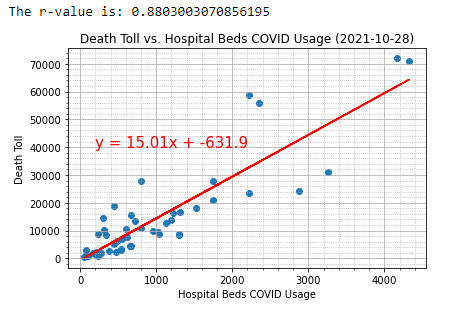 The r-value is: 0.8803003070856195
Death Toll vs. Hospital Beds COVID Usage (2021-10-28)
70000
60000
50000
40000
30000
20000
10000
0
Death Toll
y = 15.01x + -631.9
0 1000 2000 3000 4000
Hospital Beds COVID Usage